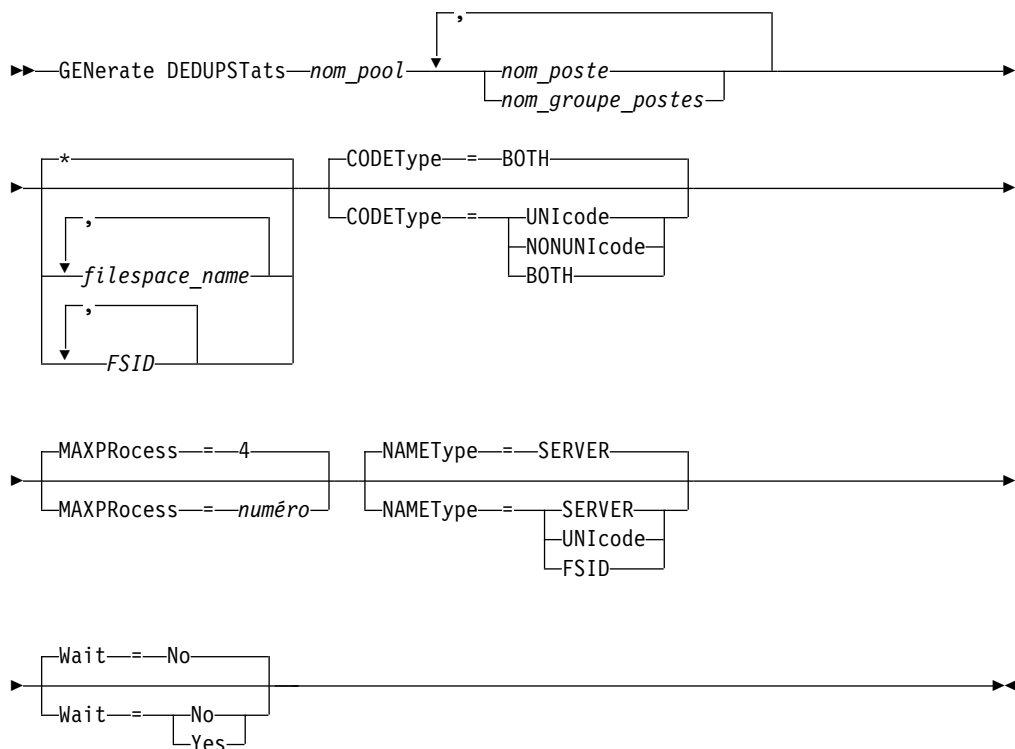 ,
GENerate DEDUPSTats nom_pool nom_poste
nom_groupe_postes
* CODEType = BOTH
, CODEType = UNIcode
filespace_name NONUNIcode
BOTH
,
FSID
MAXPRocess = 4 NAMEType = SERVER
MAXPRocess = numéro NAMEType = SERVER
UNIcode
FSID
Wait = No
Wait = No
Yes